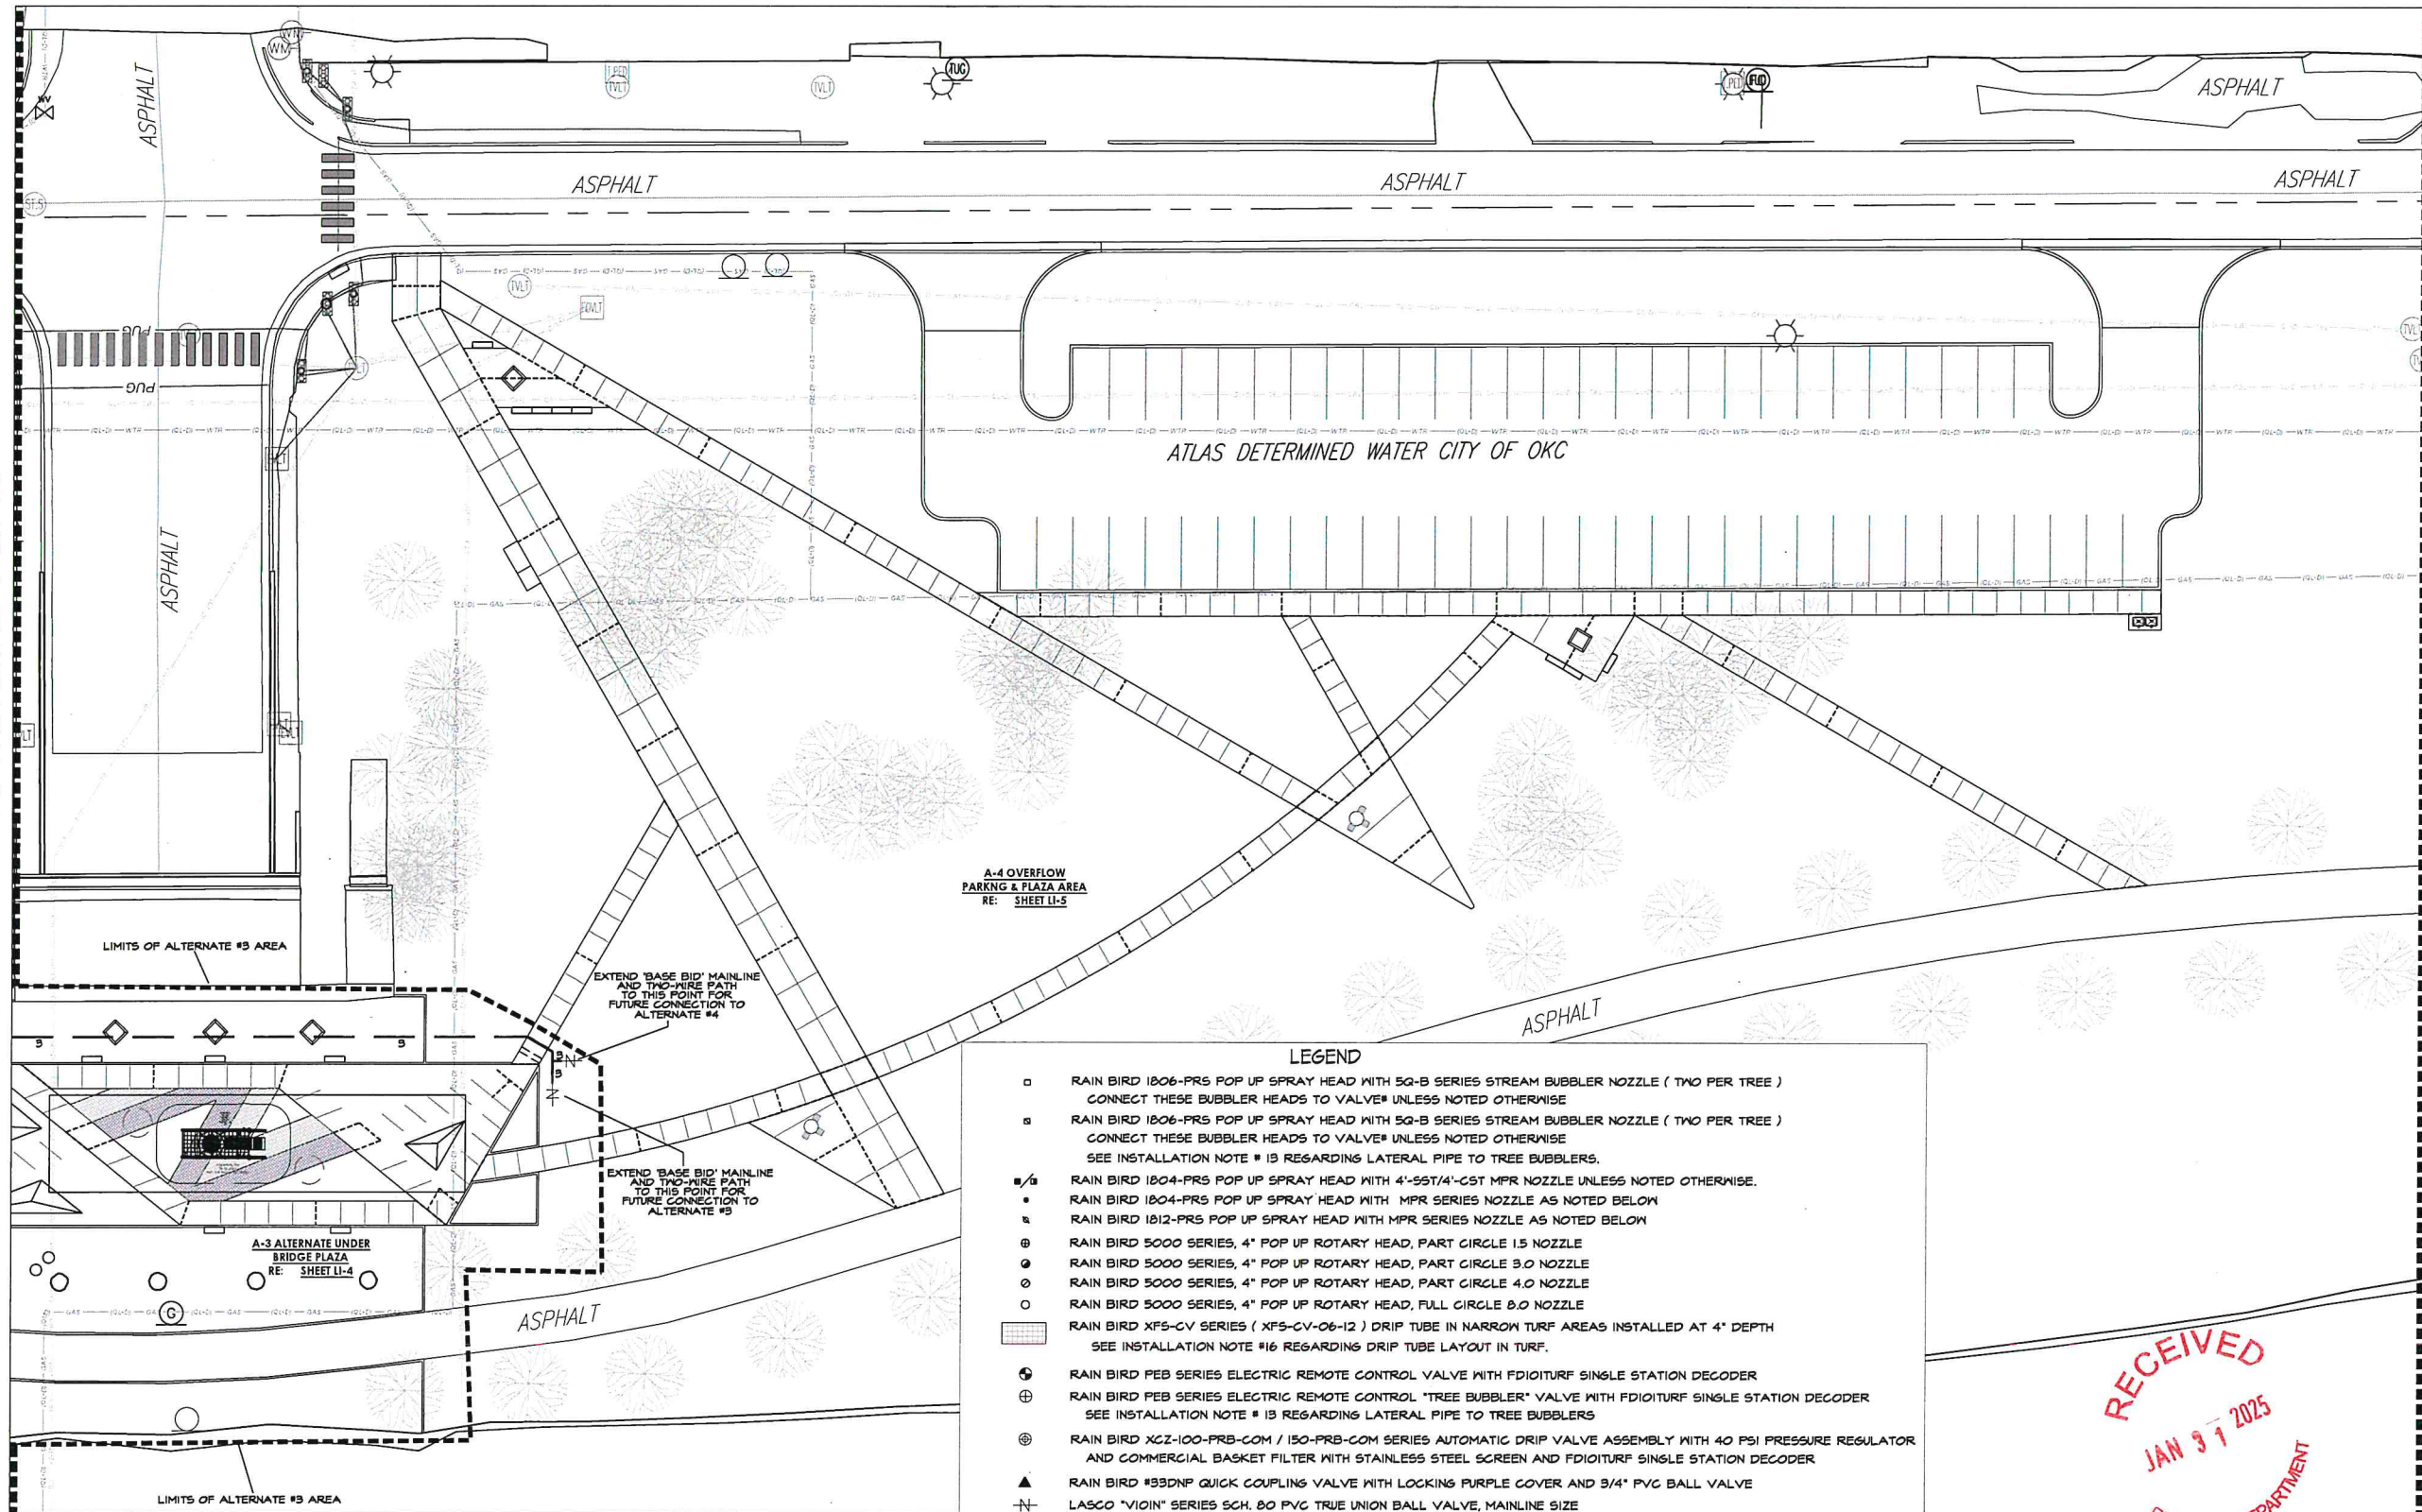 ASPHALT
ASPHALT
ASPHALT
ASPHALT
ASPHALT
ASPHALT
WM
WM
WV
T.PED
TVLT
TVLT
TUG
ST.S
PUG
PUG
TVLT
EGVLT
ATLAS DETERMINED WATER CITY OF OKC
A-4 OVERFLOW
PARKNG & PLAZA AREA
RE: SHEET LI-5
LIMITS OF ALTERNATE #3 AREA
EXTEND 'BASE BID' MAINLINE
AND TWO-WIRE PATH
TO THIS POINT FOR
FUTURE CONNECTION TO
ALTERNATE #4
3
3
3
3
N
N
EXTEND 'BASE BID' MAINLINE
AND TWO-WIRE PATH
TO THIS POINT FOR
FUTURE CONNECTION TO
ALTERNATE #3
A-3 ALTERNATE UNDER
BRIDGE PLAZA
RE: SHEET LI-4
G
ASPHALT
ASPHALT
LIMITS OF ALTERNATE #3 AREA
LEGEND
RAIN BIRD 1806-PRS POP UP SPRAY HEAD WITH 5Q-B SERIES STREAM BUBBLER NOZZLE ( TWO PER TREE )
CONNECT THESE BUBBLER HEADS TO VALVE# UNLESS NOTED OTHERWISE
RAIN BIRD 1806-PRS POP UP SPRAY HEAD WITH 5Q-B SERIES STREAM BUBBLER NOZZLE ( TWO PER TREE )
CONNECT THESE BUBBLER HEADS TO VALVE# UNLESS NOTED OTHERWISE
SEE INSTALLATION NOTE # 13 REGARDING LATERAL PIPE TO TREE BUBBLERS.
RAIN BIRD 1804-PRS POP UP SPRAY HEAD WITH 4'-SST/4'-CST MPR NOZZLE UNLESS NOTED OTHERWISE.
RAIN BIRD 1804-PRS POP UP SPRAY HEAD WITH MPR SERIES NOZZLE AS NOTED BELOW
RAIN BIRD 1812-PRS POP UP SPRAY HEAD WITH MPR SERIES NOZZLE AS NOTED BELOW
RAIN BIRD 5000 SERIES, 4" POP UP ROTARY HEAD, PART CIRCLE 1.5 NOZZLE
RAIN BIRD 5000 SERIES, 4" POP UP ROTARY HEAD, PART CIRCLE 3.0 NOZZLE
RAIN BIRD 5000 SERIES, 4" POP UP ROTARY HEAD, PART CIRCLE 4.0 NOZZLE
RAIN BIRD 5000 SERIES, 4" POP UP ROTARY HEAD, FULL CIRCLE 8.0 NOZZLE
RAIN BIRD XFS-CV SERIES ( XFS-CV-06-12 ) DRIP TUBE IN NARROW TURF AREAS INSTALLED AT 4" DEPTH
SEE INSTALLATION NOTE #16 REGARDING DRIP TUBE LAYOUT IN TURF.
RAIN BIRD PEB SERIES ELECTRIC REMOTE CONTROL VALVE WITH FD101TURF SINGLE STATION DECODER
RAIN BIRD PEB SERIES ELECTRIC REMOTE CONTROL "TREE BUBBLER" VALVE WITH FD101TURF SINGLE STATION DECODER
SEE INSTALLATION NOTE # 13 REGARDING LATERAL PIPE TO TREE BUBBLERS
RAIN BIRD XCZ-100-PRB-COM / 150-PRB-COM SERIES AUTOMATIC DRIP VALVE ASSEMBLY WITH 40 PSI PRESSURE REGULATOR
AND COMMERCIAL BASKET FILTER WITH STAINLESS STEEL SCREEN AND FD101TURF SINGLE STATION DECODER
RAIN BIRD #33DNP QUICK COUPLING VALVE WITH LOCKING PURPLE COVER AND 3/4" PVC BALL VALVE
N LASCO "V101N" SERIES SCH. 80 PVC TRUE UNION BALL VALVE, MAINLINE SIZE
RECEIVED
JAN 31 2025